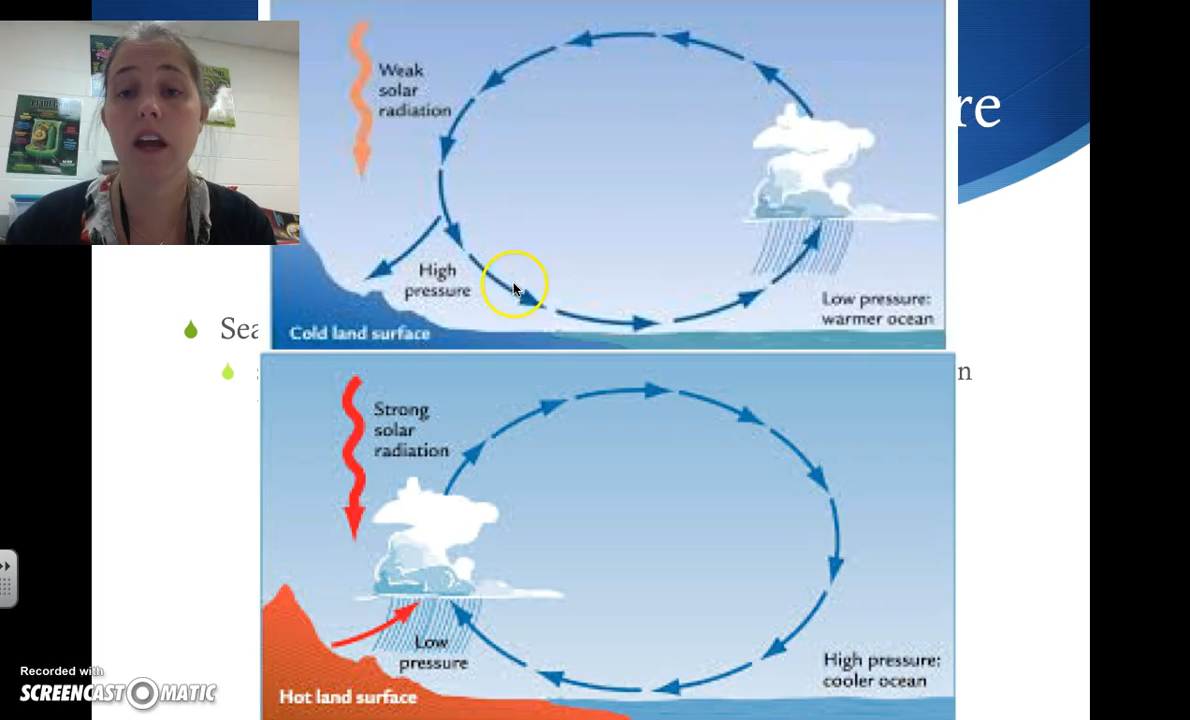 re
Weak
solar
radiation
High
pressure
Low pressure:
warmer ocean
Cold land surface
Sea
n
Strong
solar
radiation
Low
pressure
High pressure:
cooler ocean
Hot land surface
Recorded with
SCREENCAST-O-MATIC